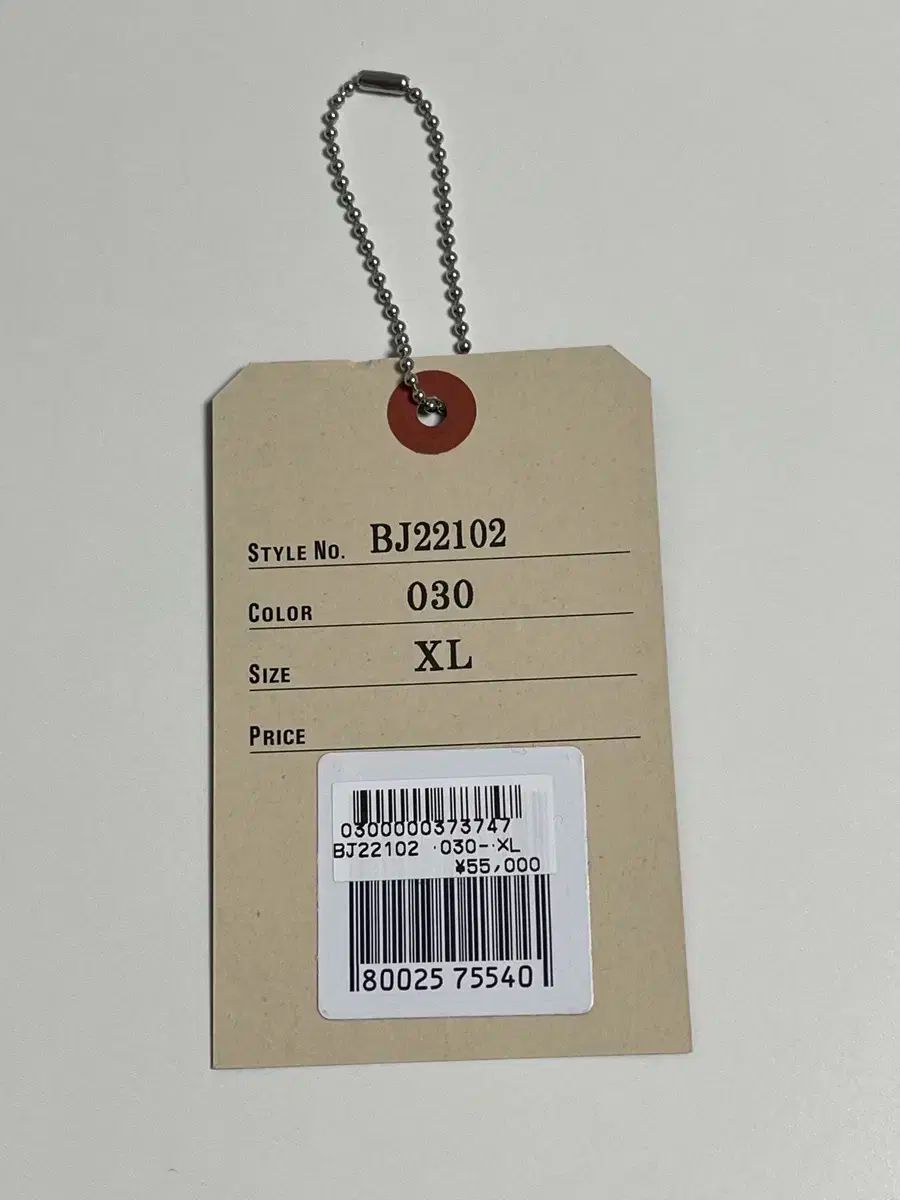 STYLE NO. BJ22102
COLOR 030
SIZE XL
PRICE
0300000373747
BJ22102 ·030-·XL
¥55,000
80025 75540